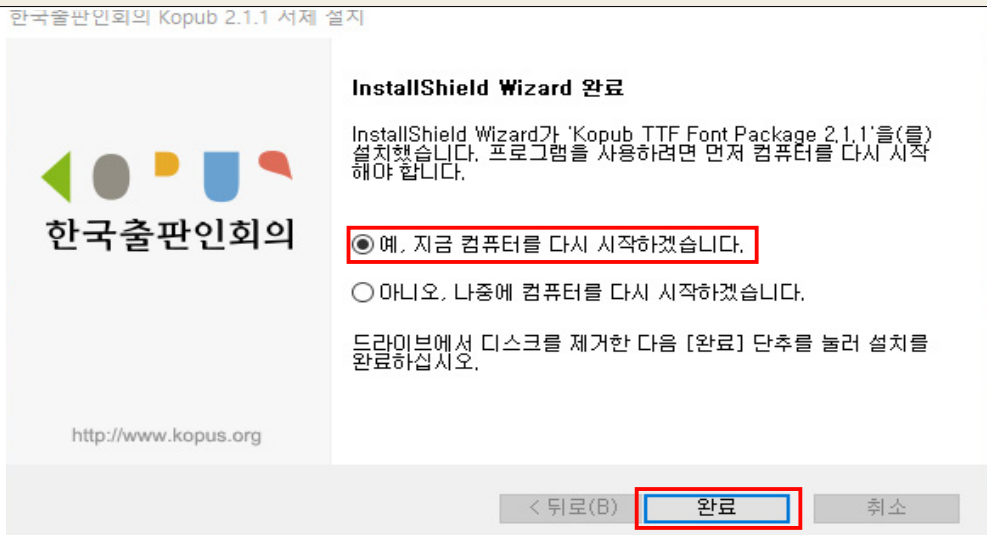 한국출판인회의 Kopub 2.1.1 서체 설치
InstallShield Wizard 완료
InstallShield Wizard가 'Kopub TTF Font Package 2.1.1'을(를)
설치했습니다. 프로그램을 사용하려면 먼저 컴퓨터를 다시 시작
해야 합니다.
한국출판인회의
예, 지금 컴퓨터를 다시 시작하겠습니다.
아니오, 나중에 컴퓨터를 다시 시작하겠습니다.
드라이브에서 디스크를 제거한 다음 [완료] 단추를 눌러 설치를
완료하십시오.
http://www.kopus.org
< 뒤로(B)
완료
취소